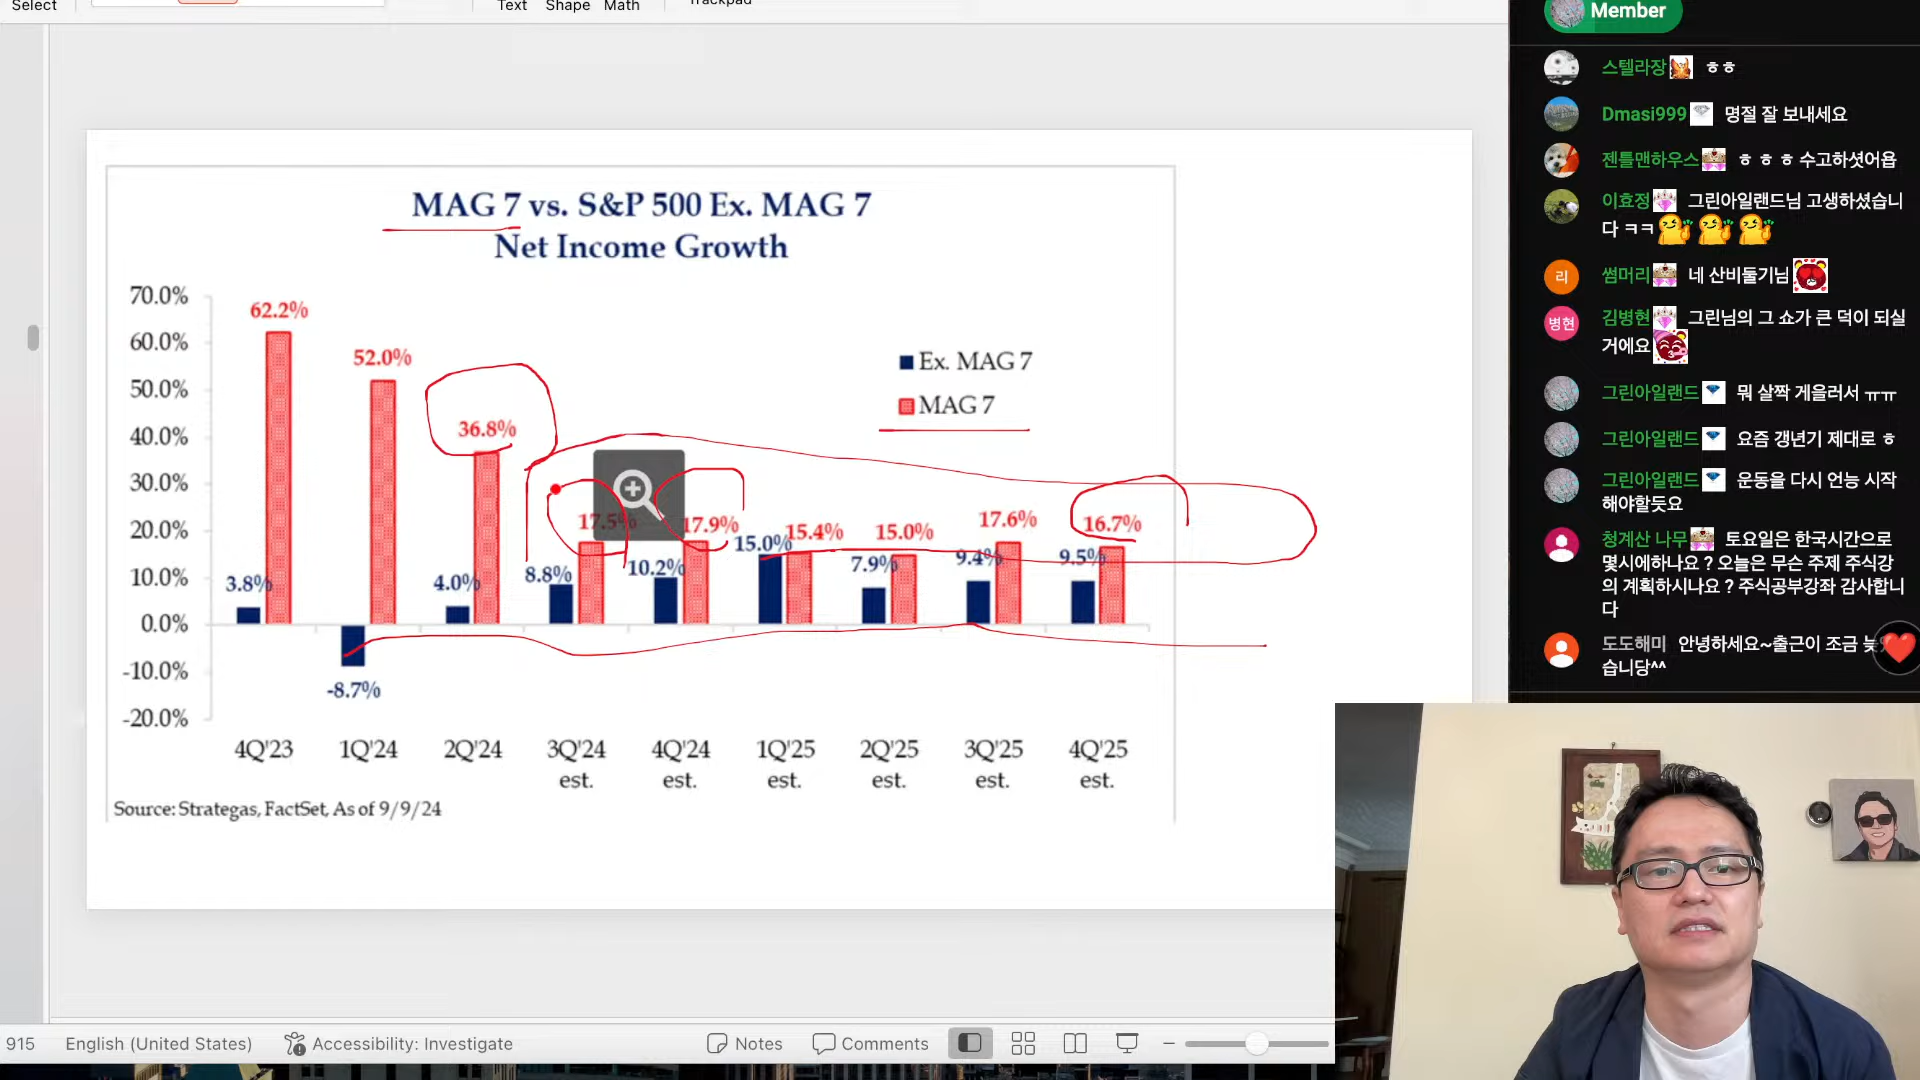 Select
Text Shape Math
Trackpad
MAG 7 vs. S&P 500 Ex. MAG 7
Net Income Growth
Ex. MAG 7
MAG 7
70.0%
60.0%
50.0%
40.0%
30.0%
20.0%
10.0%
0.0%
-10.0%
-20.0%
62.2%
52.0%
36.8%
17.5%
17.9%
15.4%
15.0%
17.6%
16.7%
3.8%
-8.7%
4.0%
8.8%
10.2%
15.0%
7.9%
9.4%
9.5%
4Q'23 1Q'24 2Q'24 3Q'24 4Q'24 1Q'25 2Q'25 3Q'25 4Q'25
est. est. est. est. est. est.
Source: Strategas, FactSet, As of 9/9/24
915 English (United States) Accessibility: Investigate Notes Comments
Member
스텔라장 ㅎㅎ
Dmasi999 명절 잘 보내세요
젠틀맨하우스 ㅎ ㅎ ㅎ 수고하셧어욥
이효정 그린아일랜드님 고생하셨습니
다 ㅋㅋ
리 썸머리 네 산비둘기님
병현 김병현 그린님의 그 쇼가 큰 덕이 되실
거에요
그린아일랜드 뭐 살짝 게을러서 ㅠㅠ
그린아일랜드 요즘 갱년기 제대로 ㅎ
그린아일랜드 운동을 다시 언능 시작
해야할듯요
청계산 나무 토요일은 한국시간으로
몇시에하나요 ? 오늘은 무슨 주제 주식강
의 계획하시나요 ? 주식공부강좌 감사합니
다
도도해미 안녕하세요~출근이 조금 늦
습니당^^